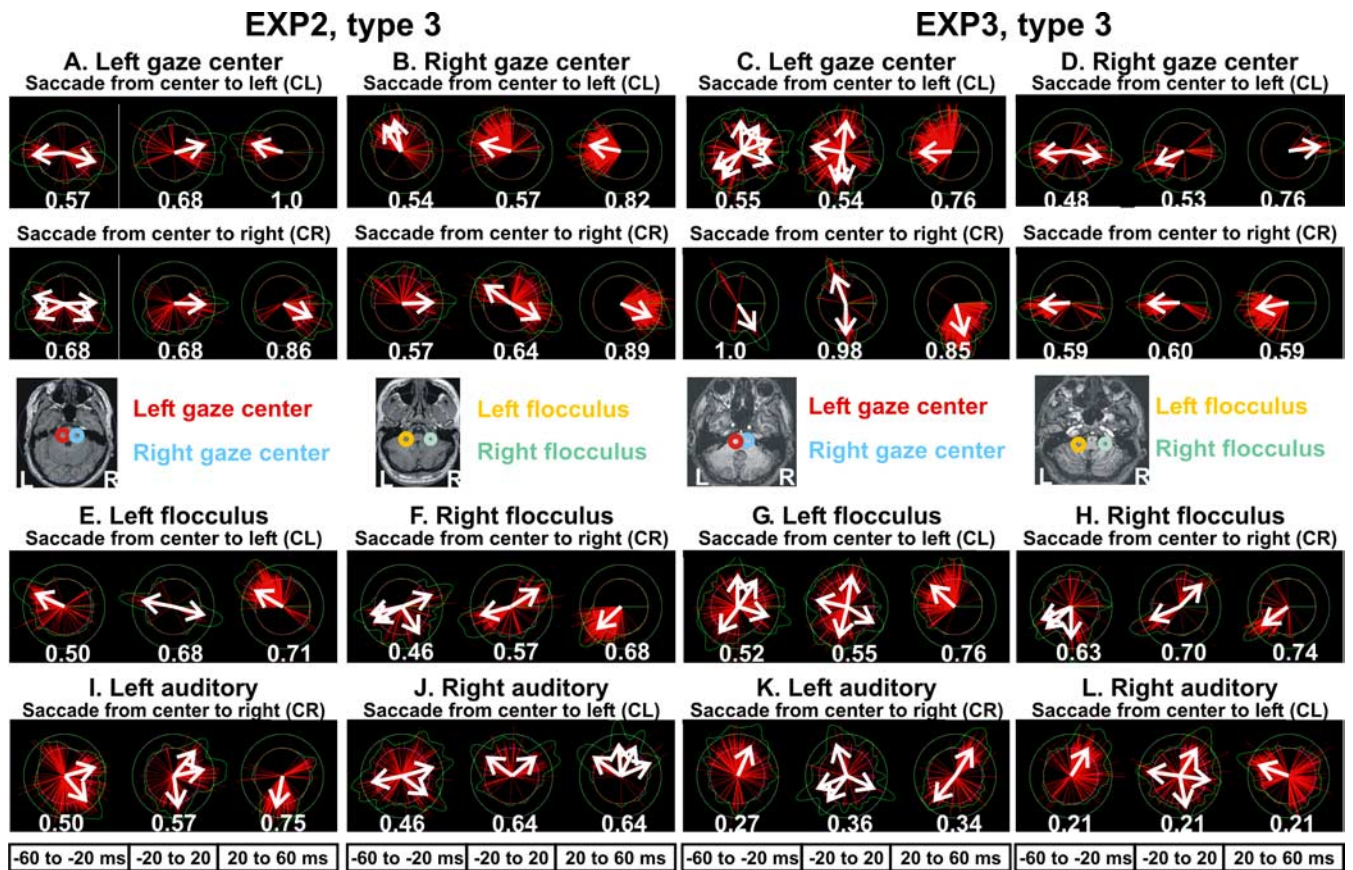 EXP2, type 3 EXP3, type 3
A. Left gaze center B. Right gaze center C. Left gaze center D. Right gaze center
Saccade from center to left (CL) Saccade from center to left (CL) Saccade from center to left (CL) Saccade from center to left (CL)
0.57 0.68 1.0 0.54 0.57 0.82 0.55 0.54 0.76 0.48 0.53 0.76
Saccade from center to right (CR) Saccade from center to right (CR) Saccade from center to right (CR) Saccade from center to right (CR)
0.68 0.68 0.86 0.57 0.64 0.89 1.0 0.98 0.85 0.59 0.60 0.59
Left gaze center Left flocculus Left gaze center Left flocculus
Right gaze center Right flocculus Right gaze center Right flocculus
L R L R L R L R
E. Left flocculus F. Right flocculus G. Left flocculus H. Right flocculus
Saccade from center to left (CL) Saccade from center to right (CR) Saccade from center to left (CL) Saccade from center to right (CR)
0.50 0.68 0.71 0.46 0.57 0.68 0.52 0.55 0.76 0.63 0.70 0.74
I. Left auditory J. Right auditory K. Left auditory L. Right auditory
Saccade from center to right (CR) Saccade from center to left (CL) Saccade from center to right (CR) Saccade from center to left (CL)
0.50 0.57 0.75 0.46 0.64 0.64 0.27 0.36 0.34 0.21 0.21 0.21
-60 to -20 ms -20 to 20 20 to 60 ms -60 to -20 ms -20 to 20 20 to 60 ms -60 to -20 ms -20 to 20 20 to 60 ms -60 to -20 ms -20 to 20 20 to 60 ms